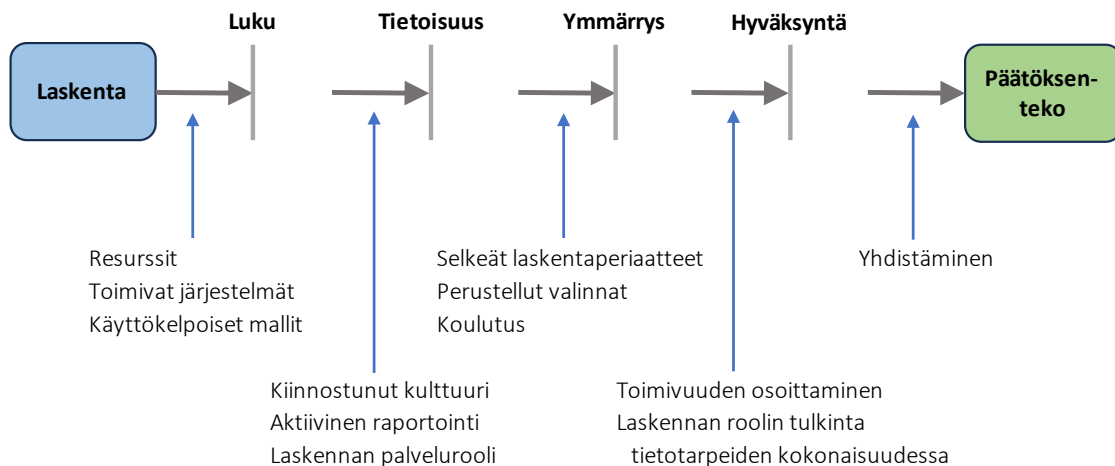 Luku
Tietoisuus
Ymmärrys
Hyväksyntä
Laskenta
Päätöksen-
teko
Resurssit
Toimivat järjestelmät
Käyttökelpoiset mallit
Selkeät laskentaperiaatteet
Perustellut valinnat
Koulutus
Yhdistäminen
Kiinnostunut kulttuuri
Aktiivinen raportointi
Laskennan palvelurooli
Toimivuuden osoittaminen
Laskennan roolin tulkinta
tietotarpeiden kokonaisuudessa